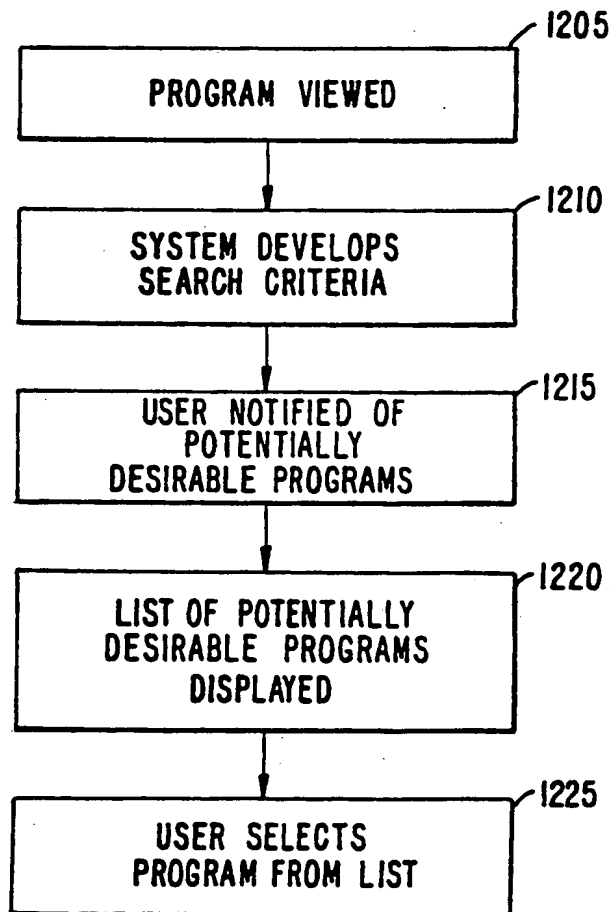 1205
PROGRAM VIEWED
1210
SYSTEM DEVELOPS
SEARCH CRITERIA
1215
USER NOTIFIED OF
POTENTIALLY
DESIRABLE PROGRAMS
1220
LIST OF POTENTIALLY
DESIRABLE PROGRAMS
DISPLAYED
1225
USER SELECTS
PROGRAM FROM LIST